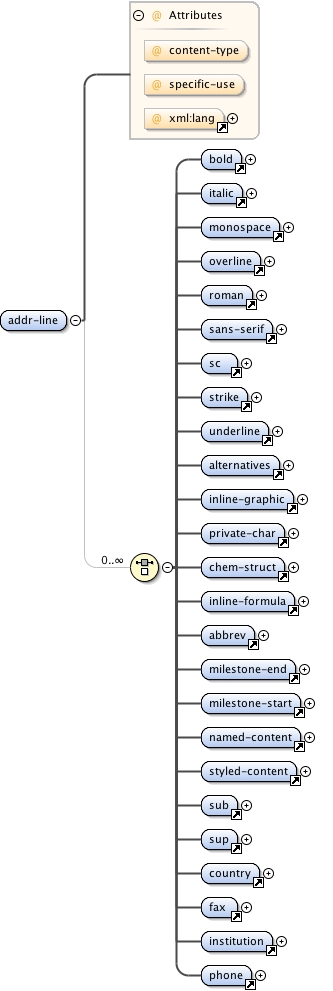 Attributes
@ content-type
@ specific-use
@ xml:lang
bold
italic
monospace
overline
roman
addr-line
sans-serif
sc
strike
underline
alternatives
inline-graphic
private-char
0..∞
chem-struct
inline-formula
abbrev
milestone-end
milestone-start
named-content
styled-content
sub
sup
country
fax
institution
phone